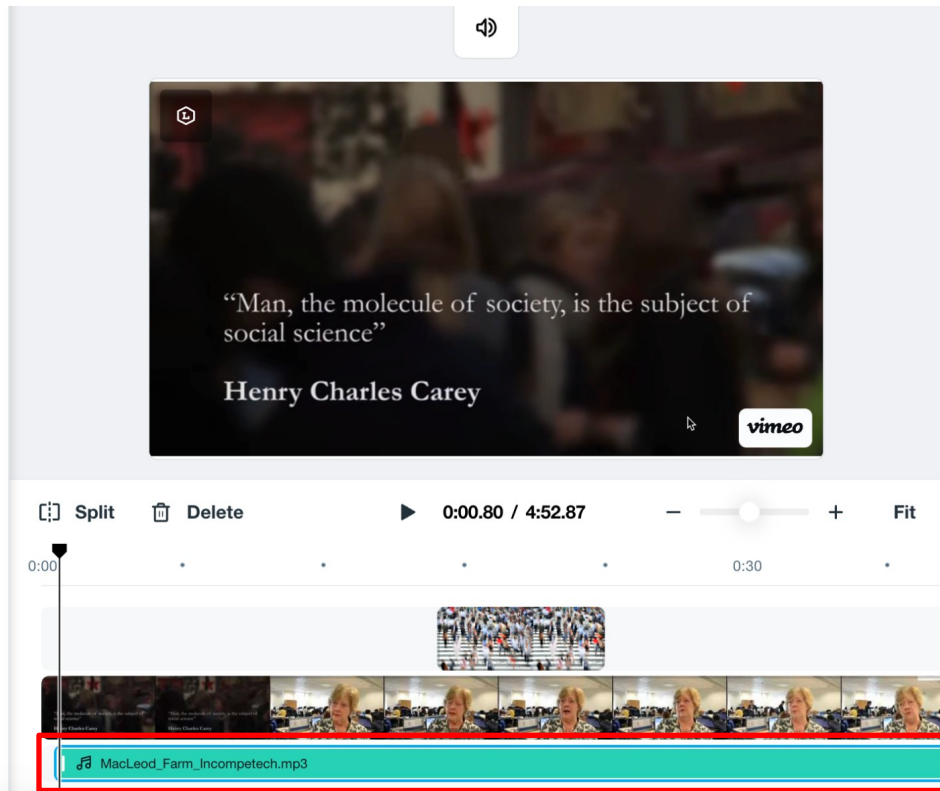 “Man, the molecule of society, is the subject of
social science”
Henry Charles Carey
vimeo
Split
Delete
0:00.80 / 4:52.87
Fit
0:00
0:30
MacLeod_Farm_Incompetech.mp3